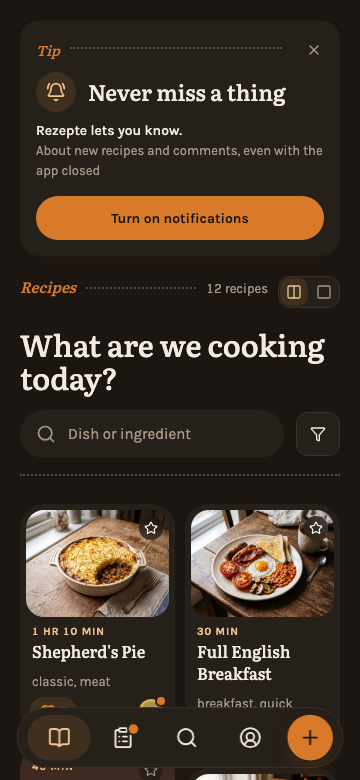 Tip
Never miss a thing
Rezepte lets you know.
About new recipes and comments, even with the
app closed
Turn on notifications
Recipes
12 recipes
What are we cooking
today?
Dish or ingredient
1 HR 10 MIN
30 MIN
Shepherd's Pie
Full English
Breakfast
classic, meat
breakfast, quick